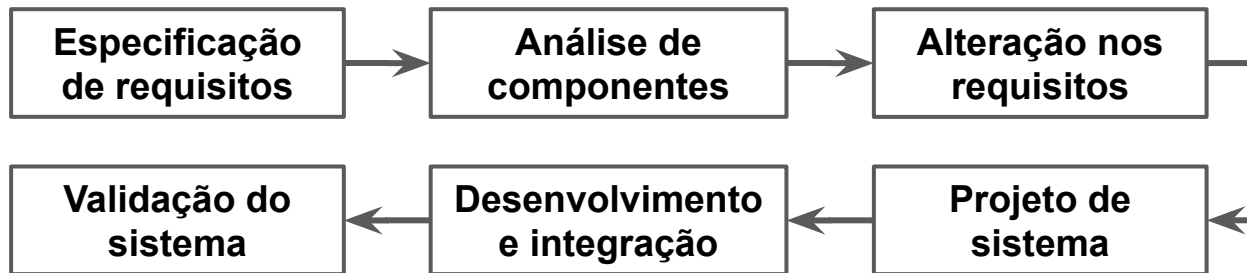 Especificação
de requisitos
Análise de
componentes
Alteração nos
requisitos
Projeto de
sistema
Desenvolvimento
e integração
Validação do
sistema